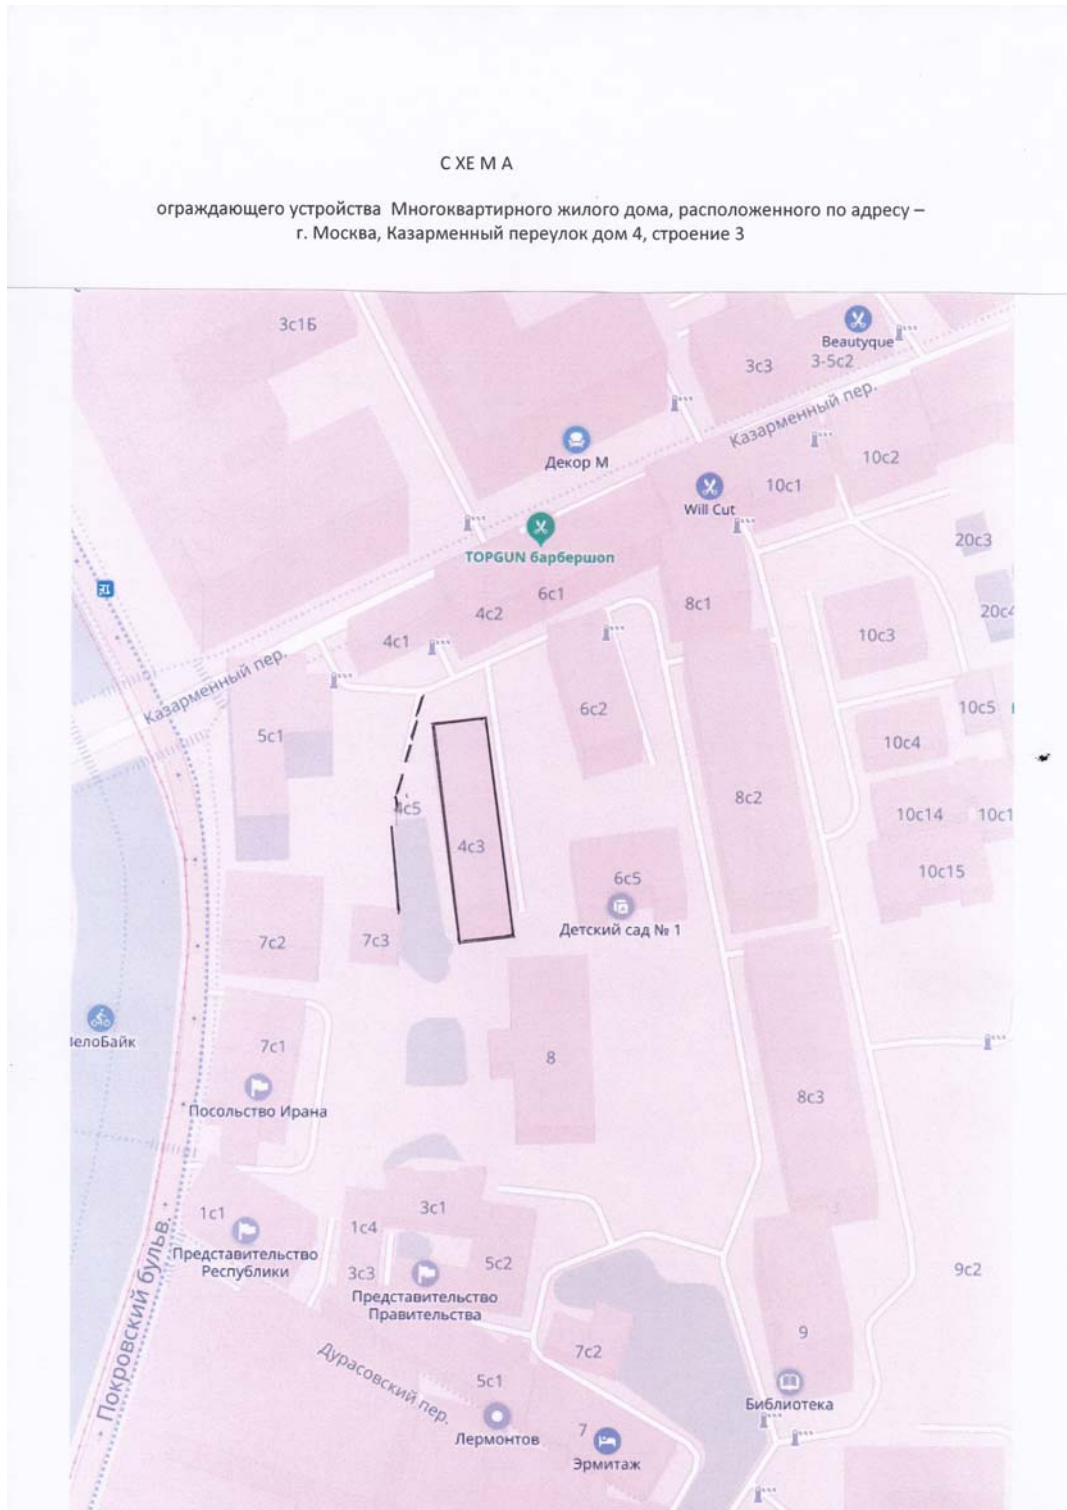 С ХЕ М А
ограждающего устройства Многоквартирного жилого дома, расположенного по адресу –
г. Москва, Казарменный переулок дом 4, строение 3
3с1Б
Beautyque
3с3
3-5с2
Казарменный пер.
Декор М
10с2
10с1
Will Cut
TOPGUN барбершоп
20с3
6с1
4с2
8с1
20с4
4с1
10с3
Казарменный пер.
6с2
10с5
5с1
10с4
8с2
4с5
10с14
10с1
4с3
6с5
10с15
Детский сад № 1
7с2
7с3
ЗелоБайк
7с1
8
Посольство Ирана
8с3
1с1
3с1
1с4
Представительство
Республики
5с2
3с3
9с2
Представительство
Правительства
Покровский бульв.
9
Дурасовский пер.
7с2
5с1
Библиотека
Лермонтов
7
Эрмитаж